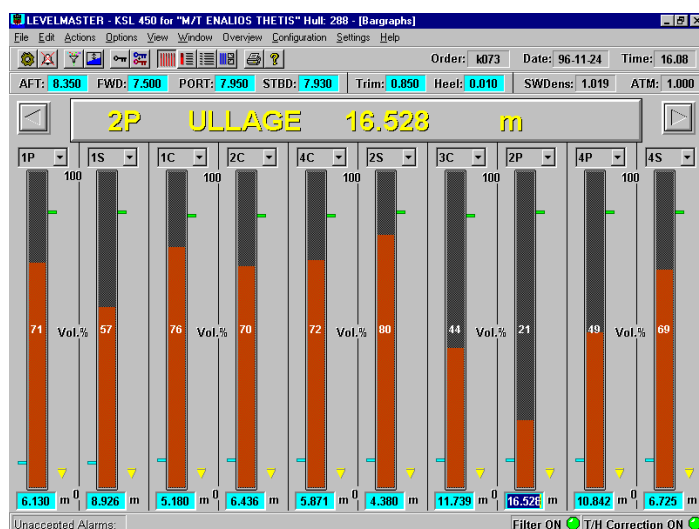 LEVELMASTER - KSL 450 for "M/T ENALIOS THETIS" Hull: 288 - [Bargraphs]
File Edit Actions Options View Window Overview Configuration Settings Help
Order: k073 Date: 96-11-24 Time: 16.08
AFT: 8.350 FWD: 7.500 PORT: 7.950 STBD: 7.930 Trim: 0.850 Heel: 0.010 SWDens: 1.019 ATM: 1.000
2P ULLAGE 16.528 m
1P 1S 1C 2C 4C 2S 3C 2P 4P 4S
100 100 100 100 100
71 Vol.% 57 76 Vol.% 70 72 Vol.% 80 44 Vol.% 21 49 Vol.% 69
6.130 m 0 8.926 m 5.180 m 0 6.436 m 5.871 m 0 4.380 m 11.739 m 0 16.528 m 10.842 m 0 6.725 m
Unaccepted Alarms: Filter ON T/H Correction ON